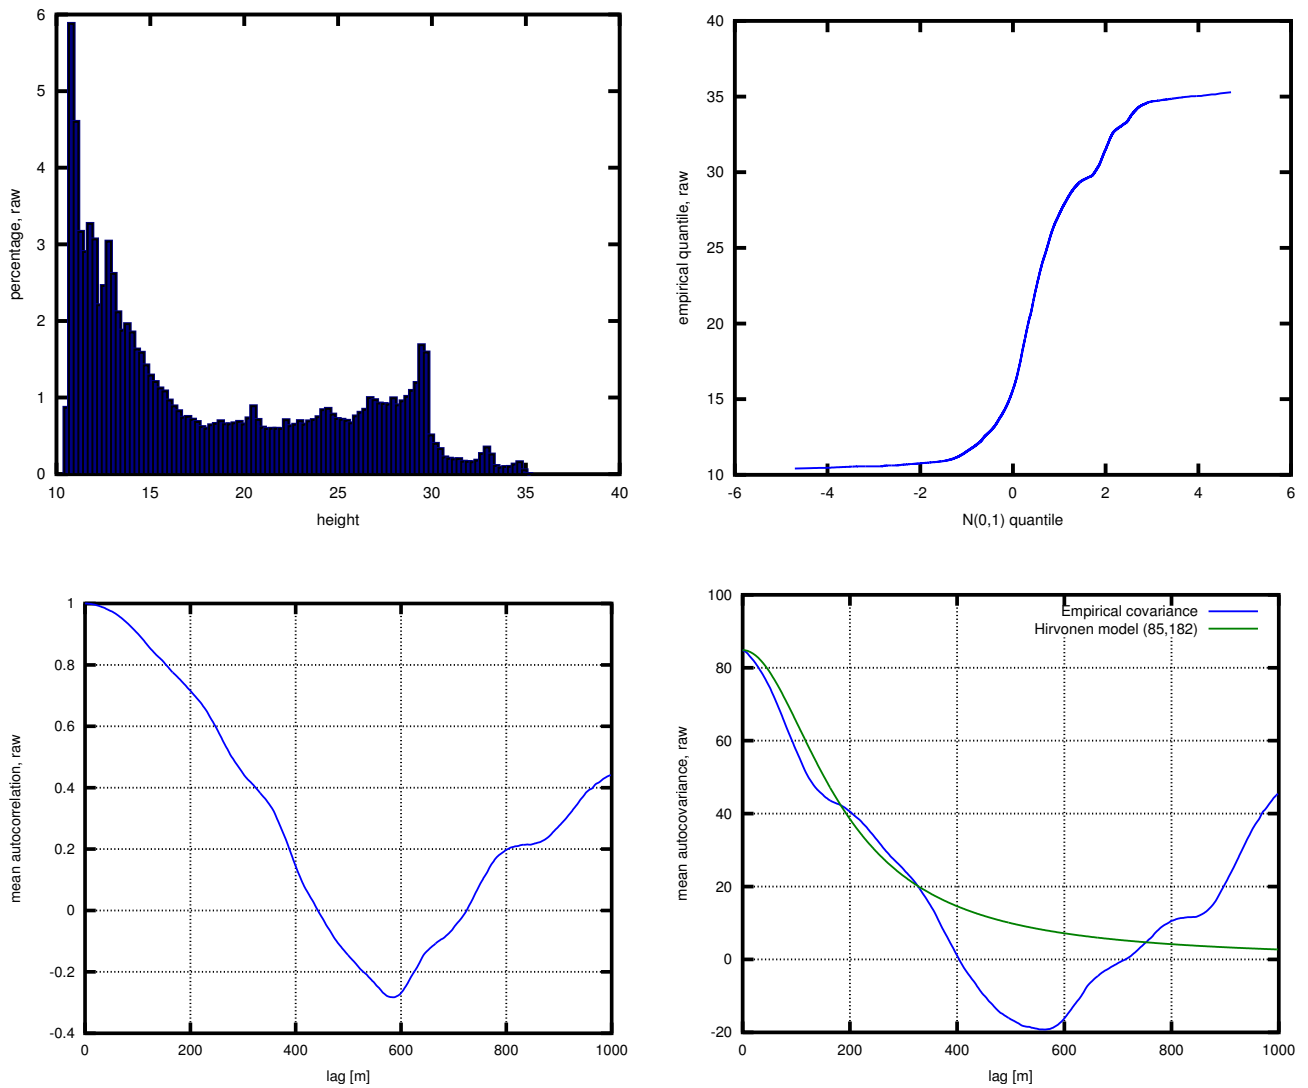 6
5
4
3
2
1
0
10 15 20 25 30 35 40
percentage, raw
height
40
35
30
25
20
15
10
-6 -4 -2 0 2 4 6
empirical quantile, raw
N(0,1) quantile
1
0.8
0.6
0.4
0.2
0
-0.2
-0.4
0 200 400 600 800 1000
mean autocorrelation, raw
lag [m]
100
80
60
40
20
0
-20
0 200 400 600 800 1000
mean autocovariance, raw
lag [m]
Empirical covariance
Hirvonen model (85,182)